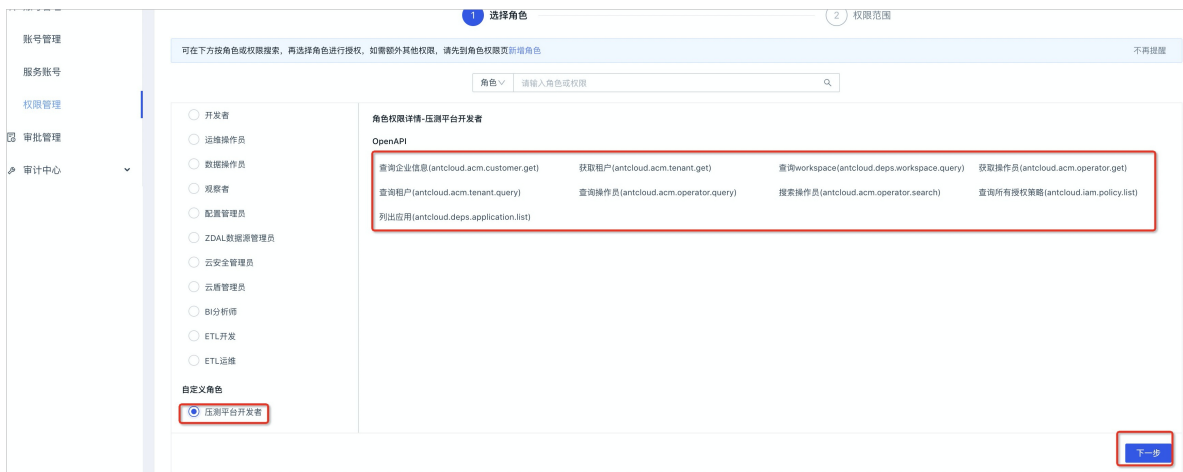 1 选择角色
2 权限范围
账号管理
服务账号
权限管理
审批管理
审计中心
可在下方按角色或权限搜索，再选择角色进行授权，如需额外其他权限，请先到角色权限页新增角色
不再提醒
角色 请输入角色或权限
开发者
运维操作员
数据操作员
观察者
配置管理员
ZDAL数据源管理员
云安全管理员
云盾管理员
BI分析师
ETL开发
ETL运维
自定义角色
压测平台开发者
角色权限详情-压测平台开发者
OpenAPI
查询企业信息(antcloud.acm.customer.get) 获取租户(antcloud.acm.tenant.get) 查询workspace(antcloud.deps.workspace.query) 获取操作员(antcloud.acm.operator.get)
查询租户(antcloud.acm.tenant.query) 查询操作员(antcloud.acm.operator.query) 搜索操作员(antcloud.acm.operator.search) 查询所有授权策略(antcloud.iam.policy.list)
列出应用(antcloud.deps.application.list)
下一步